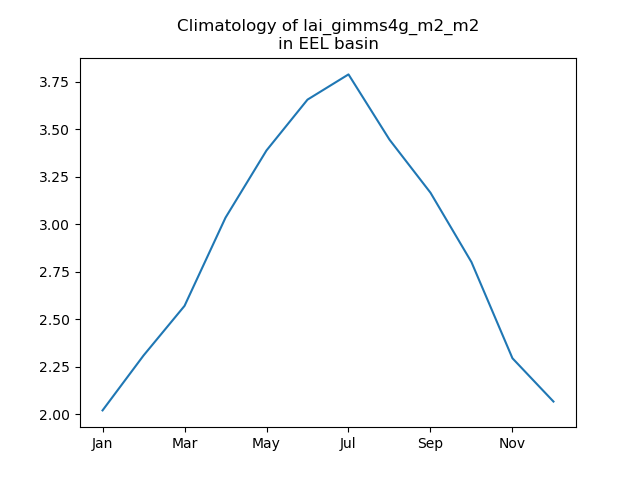 Climatology of lai_gimms4g_m2_m2
in EEL basin
3.75
3.50
3.25
3.00
2.75
2.50
2.25
2.00
Jan
Mar
May
Jul
Sep
Nov